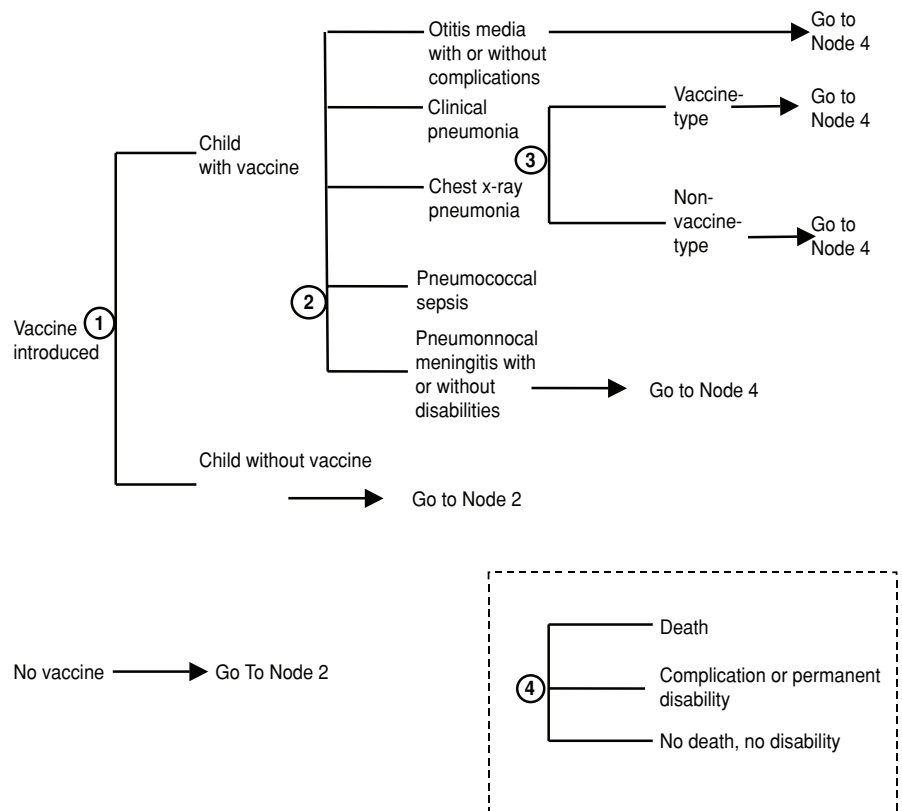 Otitis media
with or without
complications
Go to
Node 4
Clinical
pneumonia
Vaccine-
type
Go to
Node 4
Child
with vaccine
3
Chest x-ray
pneumonia
Non-
vaccine-
type
Go to
Node 4
Pneumococcal
sepsis
2
1
Vaccine
introduced
Pneumonnocal
meningitis with
or without
disabilities
Go to Node 4
Child without vaccine
Go to Node 2
No vaccine
Go To Node 2
4
Death
Complication or permanent
disability
No death, no disability